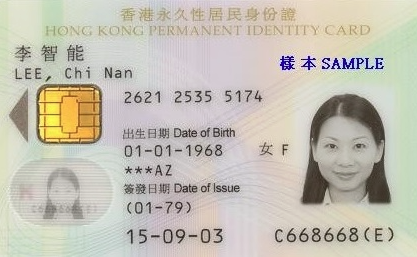 香港永久性居民身份證
HONG KONG PERMANENT IDENTITY CARD
李智能
LEE, Chi Nan
樣本 SAMPLE
2621 2535 5174
出生日期 Date of Birth
01-01-1968 女 F
***AZ
簽發日期 Date of Issue
(01-79)
15-09-03
C668668(E)